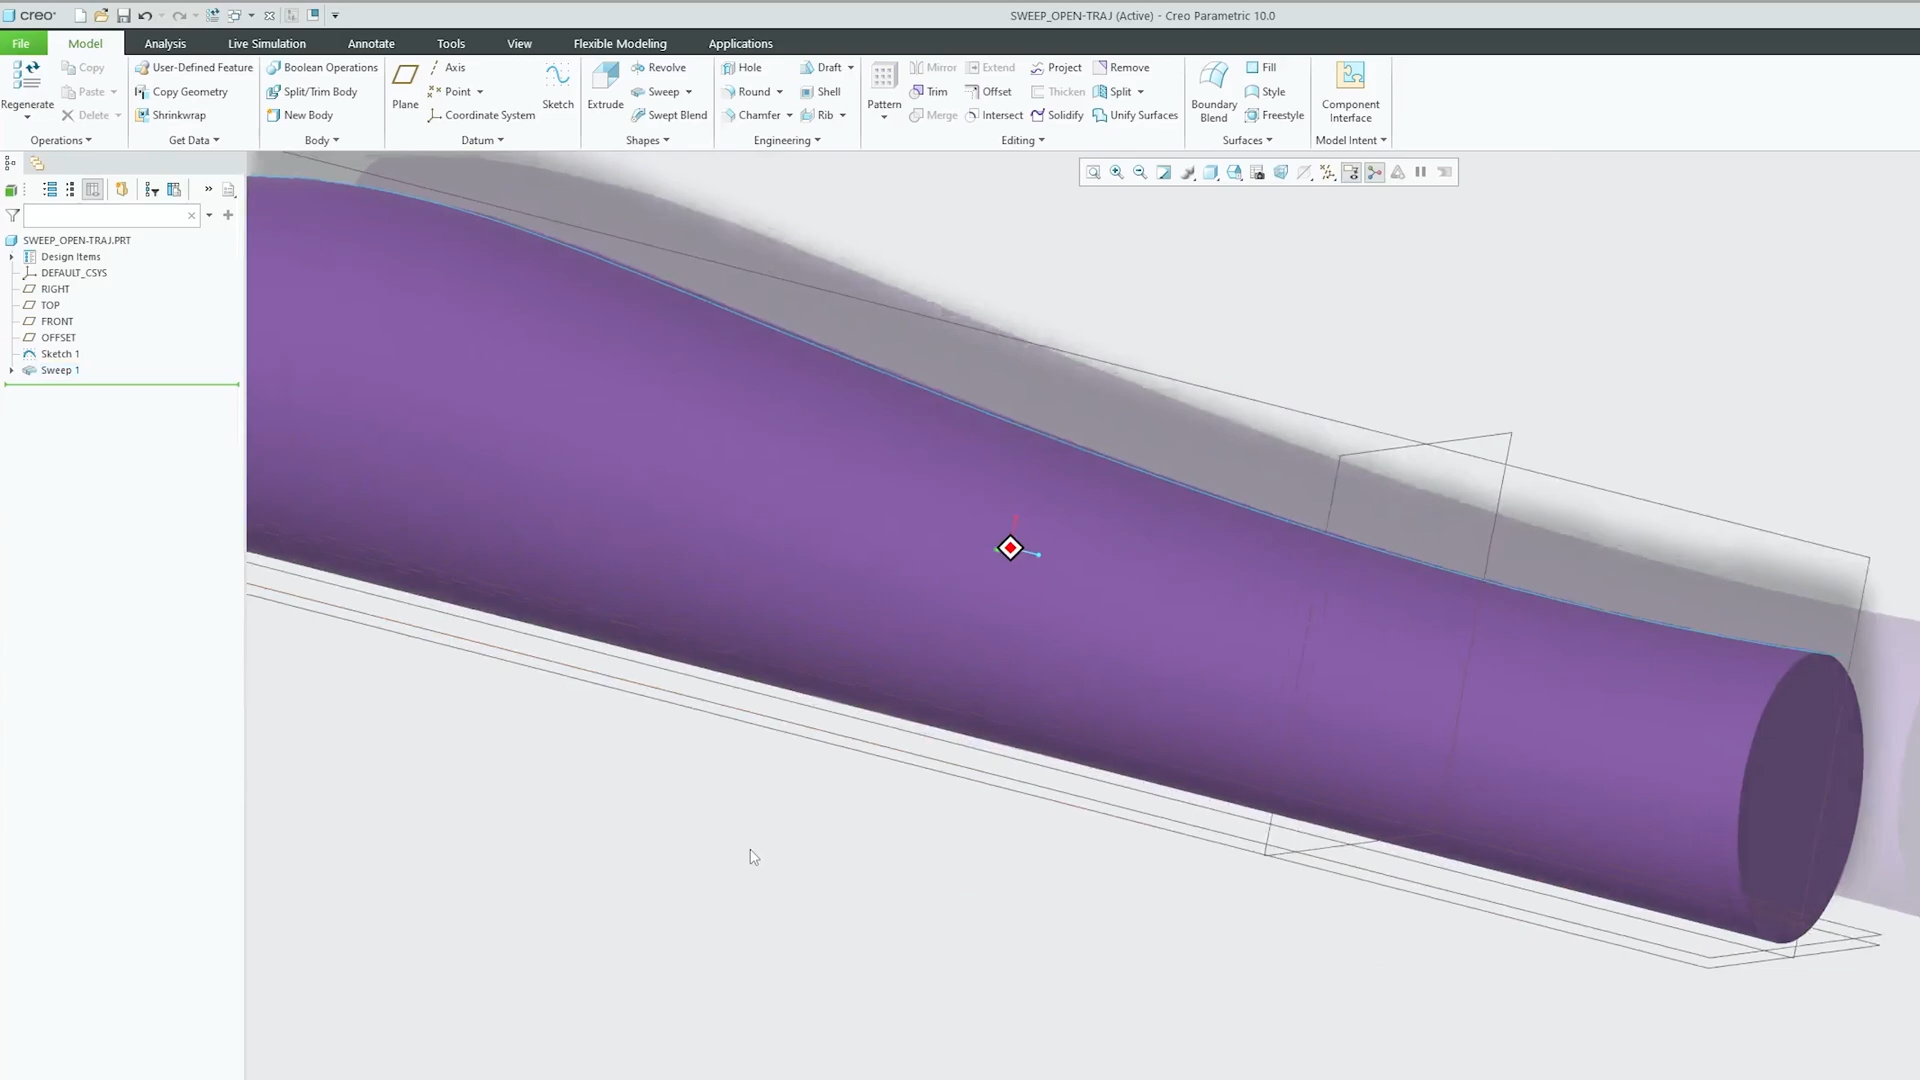 creo SWEEP_OPEN-TRAJ (Active) - Creo Parametric 10.0
File Model Analysis Live Simulation Annotate Tools View Flexible Modeling Applications
Regenerate
Copy
Paste
Delete
Operations
User-Defined Feature
Copy Geometry
Shrinkwrap
Get Data
Boolean Operations
Split/Trim Body
New Body
Body
Plane
Axis
Point
Coordinate System
Sketch
Datum
Extrude
Revolve
Sweep
Swept Blend
Shapes
Hole
Round
Chamfer
Draft
Shell
Rib
Engineering
Pattern
Mirror
Trim
Merge
Extend
Offset
Intersect
Project
Thicken
Solidify
Remove
Split
Unify Surfaces
Editing
Boundary
Blend
Fill
Style
Freestyle
Surfaces
Component
Interface
Model Intent
SWEEP_OPEN-TRAJ.PRT
Design Items
DEFAULT_CSYS
RIGHT
TOP
FRONT
OFFSET
Sketch 1
Sweep 1